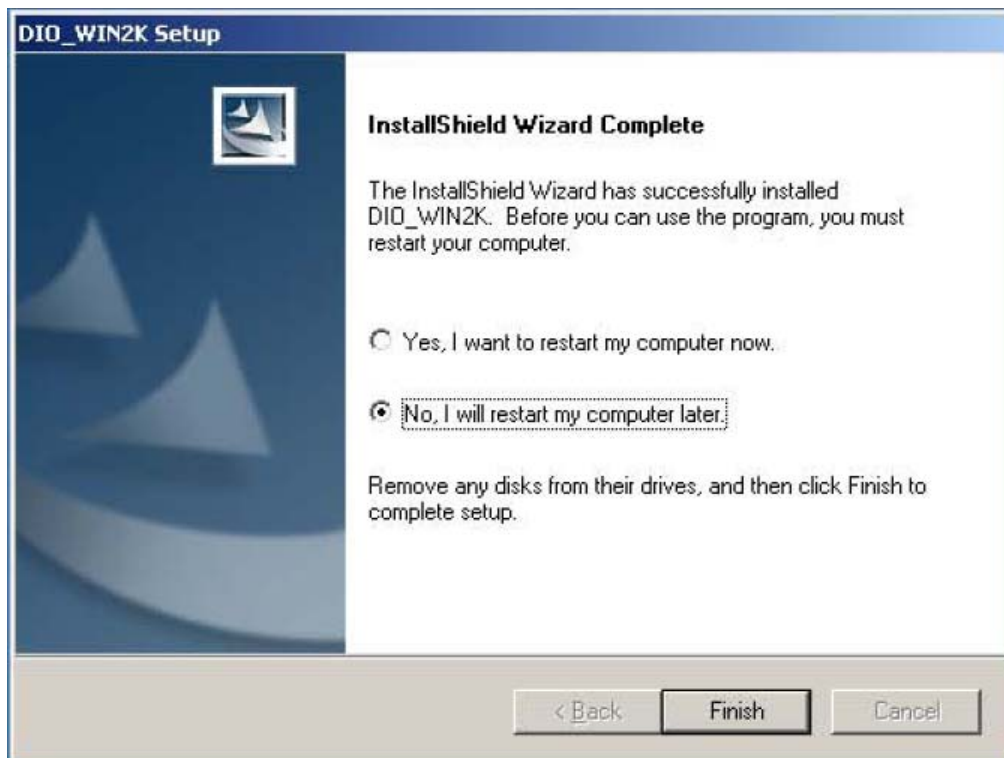 DIO_WIN2K Setup
InstallShield Wizard Complete
The InstallShield Wizard has successfully installed
DIO_WIN2K. Before you can use the program, you must
restart your computer.
Yes, I want to restart my computer now.
No, I will restart my computer later.
Remove any disks from their drives, and then click Finish to
complete setup.
< Back
Finish
Cancel